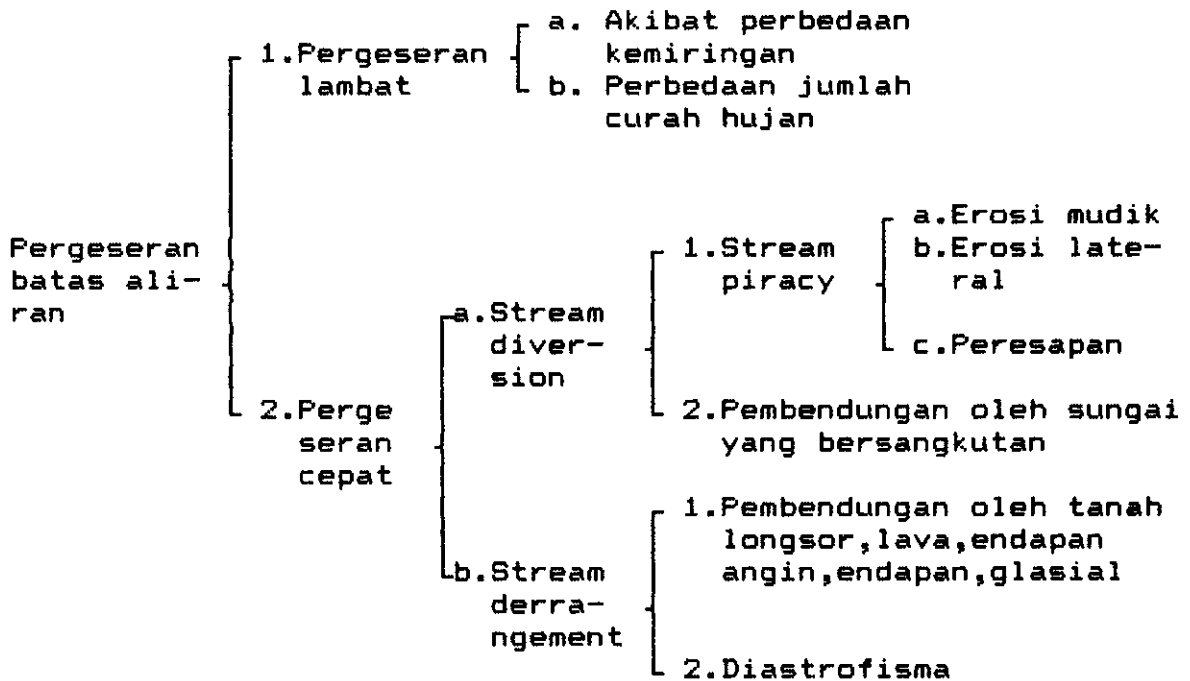 a. Akibat perbedaan
kemiringan
1.Pergeseran
lambat
b. Perbedaan jumlah
curah hujan
Pergeseran
batas ali-
ran
2.Perge
seran
cepat
a.Stream
diver-
sion
1.Stream
piracy
a.Erosi mudik
b.Erosi late-
ral
c.Peresapan
2.Pembendungan oleh sungai
yang bersangkutan
b.Stream
derra-
ngement
1.Pembendungan oleh tanah
longsor,lava,endapan
angin,endapan,glasial
2.Diastrofisma